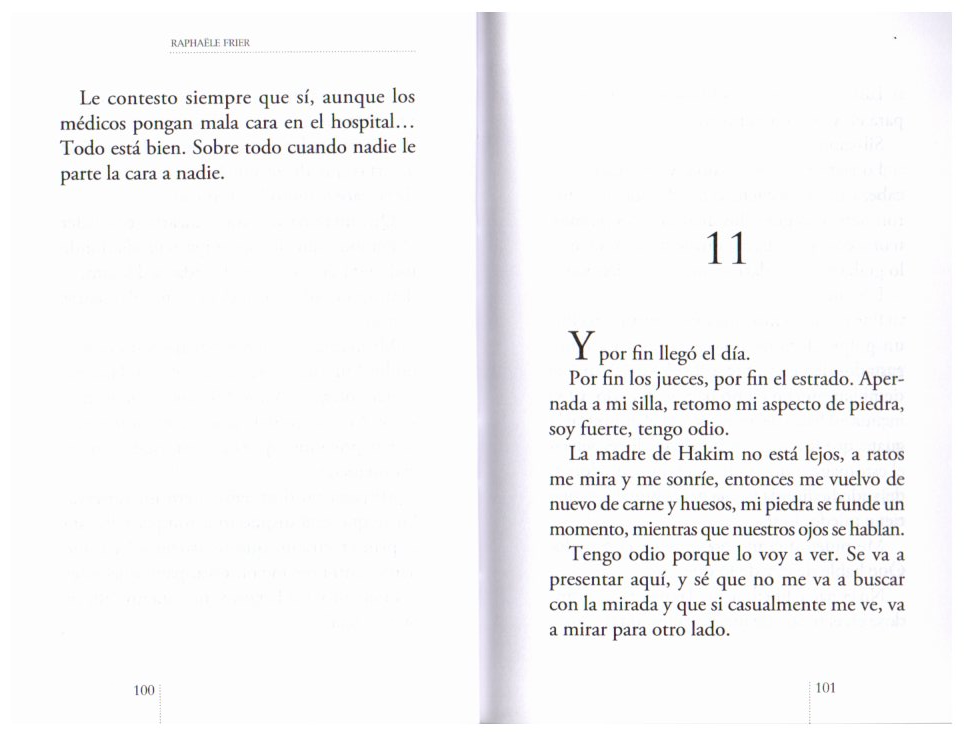 RAPHAËLE FRIER
Le contesto siempre que sí, aunque los
médicos pongan mala cara en el hospital...
Todo está bien. Sobre todo cuando nadie le
parte la cara a nadie.
100
11
Y por fin llegó el día.
Por fin los jueces, por fin el estrado. Aper-
nada a mi silla, retomo mi aspecto de piedra,
soy fuerte, tengo odio.
La madre de Hakim no está lejos, a ratos
me mira y me sonríe, entonces me vuelvo de
nuevo de carne y huesos, mi piedra se funde un
momento, mientras que nuestros ojos se hablan.
Tengo odio porque lo voy a ver. Se va a
presentar aquí, y sé que no me va a buscar
con la mirada y que si casualmente me ve, va
a mirar para otro lado.
101